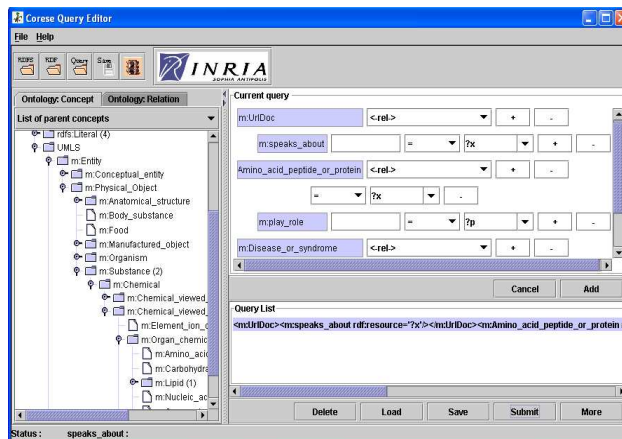 Corese Query Editor
File Help
RDFS RDF Query Save
INRIA
SOPHIA ANTIPOLIS
Ontology: Concept Ontology: Relation
List of parent concepts
rdfs:Literal (4)
UMLS
m:Entity
m:Conceptual_entity
m:Physical_Object
m:Anatomical_structure
m:Body_substance
m:Food
m:Manufactured_object
m:Organism
m:Substance (2)
m:Chemical
m:Chemical_viewed_
m:Chemical_viewed_
m:Element_ion_c
m:Organ_chemic
m:Amino_acid
m:Carbohydra
m:Lipid (1)
m:Nucleic_ac
Current query
m:UrlDoc <-rel-> + -
m:speaks_about = ?x + -
Amino_acid_peptide_or_protein <-rel-> + -
= ?x -
m:play_role = ?p + -
m:Disease_or_syndrome <-rel-> + -
Cancel Add
Query List
<m:UrlDoc><m:speaks_about rdf:resource='?x'/></m:UrlDoc><m:Amino_acid_peptide_or_protein
Delete Load Save Submit More
Status : speaks_about :